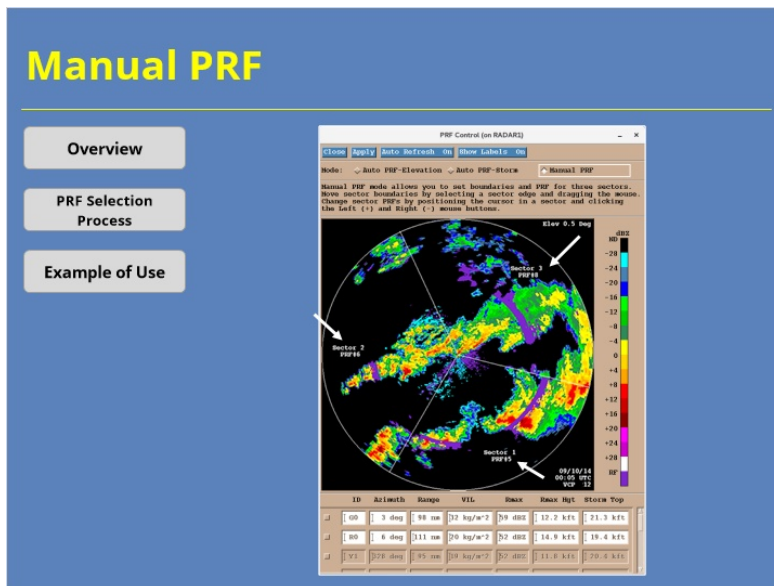 Manual PRF
Overview
PRF Selection
Process
Example of Use
PRF Control (on RADAR1)
Close Apply Auto Refresh On Show Labels On
Mode: Auto PRF-Elevation Auto PRF-Storm Manual PRF
Manual PRF mode allows you to set boundaries and PRF for three sectors.
Move sector boundaries by selecting a sector edge and dragging the mouse.
Change sector PRFs by positioning the cursor in a sector and clicking
the Left (+) and Right (-) mouse buttons.
Elev 0.5 Deg
dBZ
ND
-28
-24
-20
-16
-12
-8
-4
0
+4
+8
+12
+16
+20
+24
+28
RF
Sector 3
PRF#8
Sector 2
PRF#6
Sector 1
PRF#5
09/10/14
00:05 UTC
VCP 12
ID Azimuth Range VIL Rmax Rmax Hgt Storm Top
G0 3 deg 98 nm 32 kg/m^2 59 dBZ 12.2 kft 21.3 kft
R0 6 deg 111 nm 20 kg/m^2 52 dBZ 14.9 kft 19.4 kft